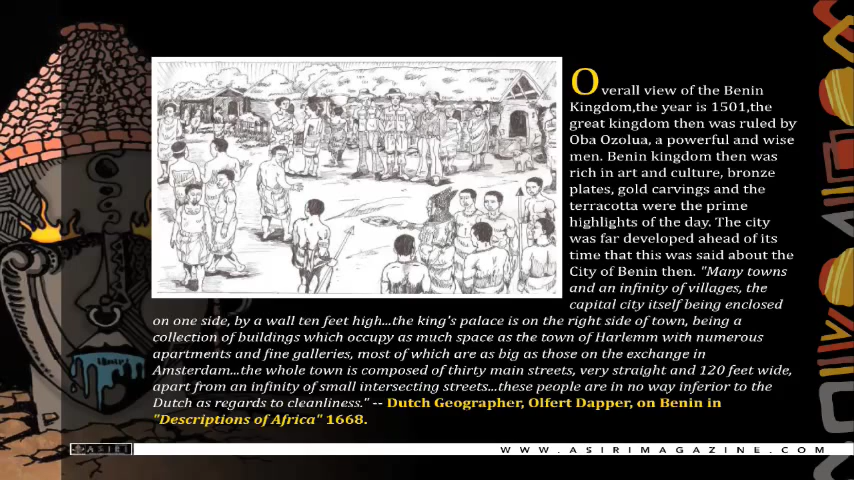 Overall view of the Benin
Kingdom,the year is 1501,the
great kingdom then was ruled by
Oba Ozolua, a powerful and wise
men. Benin kingdom then was
rich in art and culture, bronze
plates, gold carvings and the
terracotta were the prime
highlights of the day. The city
was far developed ahead of its
time that this was said about the
City of Benin then. "Many towns
and an infinity of villages, the
capital city itself being enclosed
on one side, by a wall ten feet high...the king's palace is on the right side of town, being a
collection of buildings which occupy as much space as the town of Harlemm with numerous
apartments and fine galleries, most of which are as big as those on the exchange in
Amsterdam...the whole town is composed of thirty main streets, very straight and 120 feet wide,
apart from an infinity of small intersecting streets...these people are in no way inferior to the
Dutch as regards to cleanliness." -- Dutch Geographer, Olfert Dapper, on Benin in
"Descriptions of Africa" 1668.
ASIRI
WWW.ASIRIMAGAZINE.COM